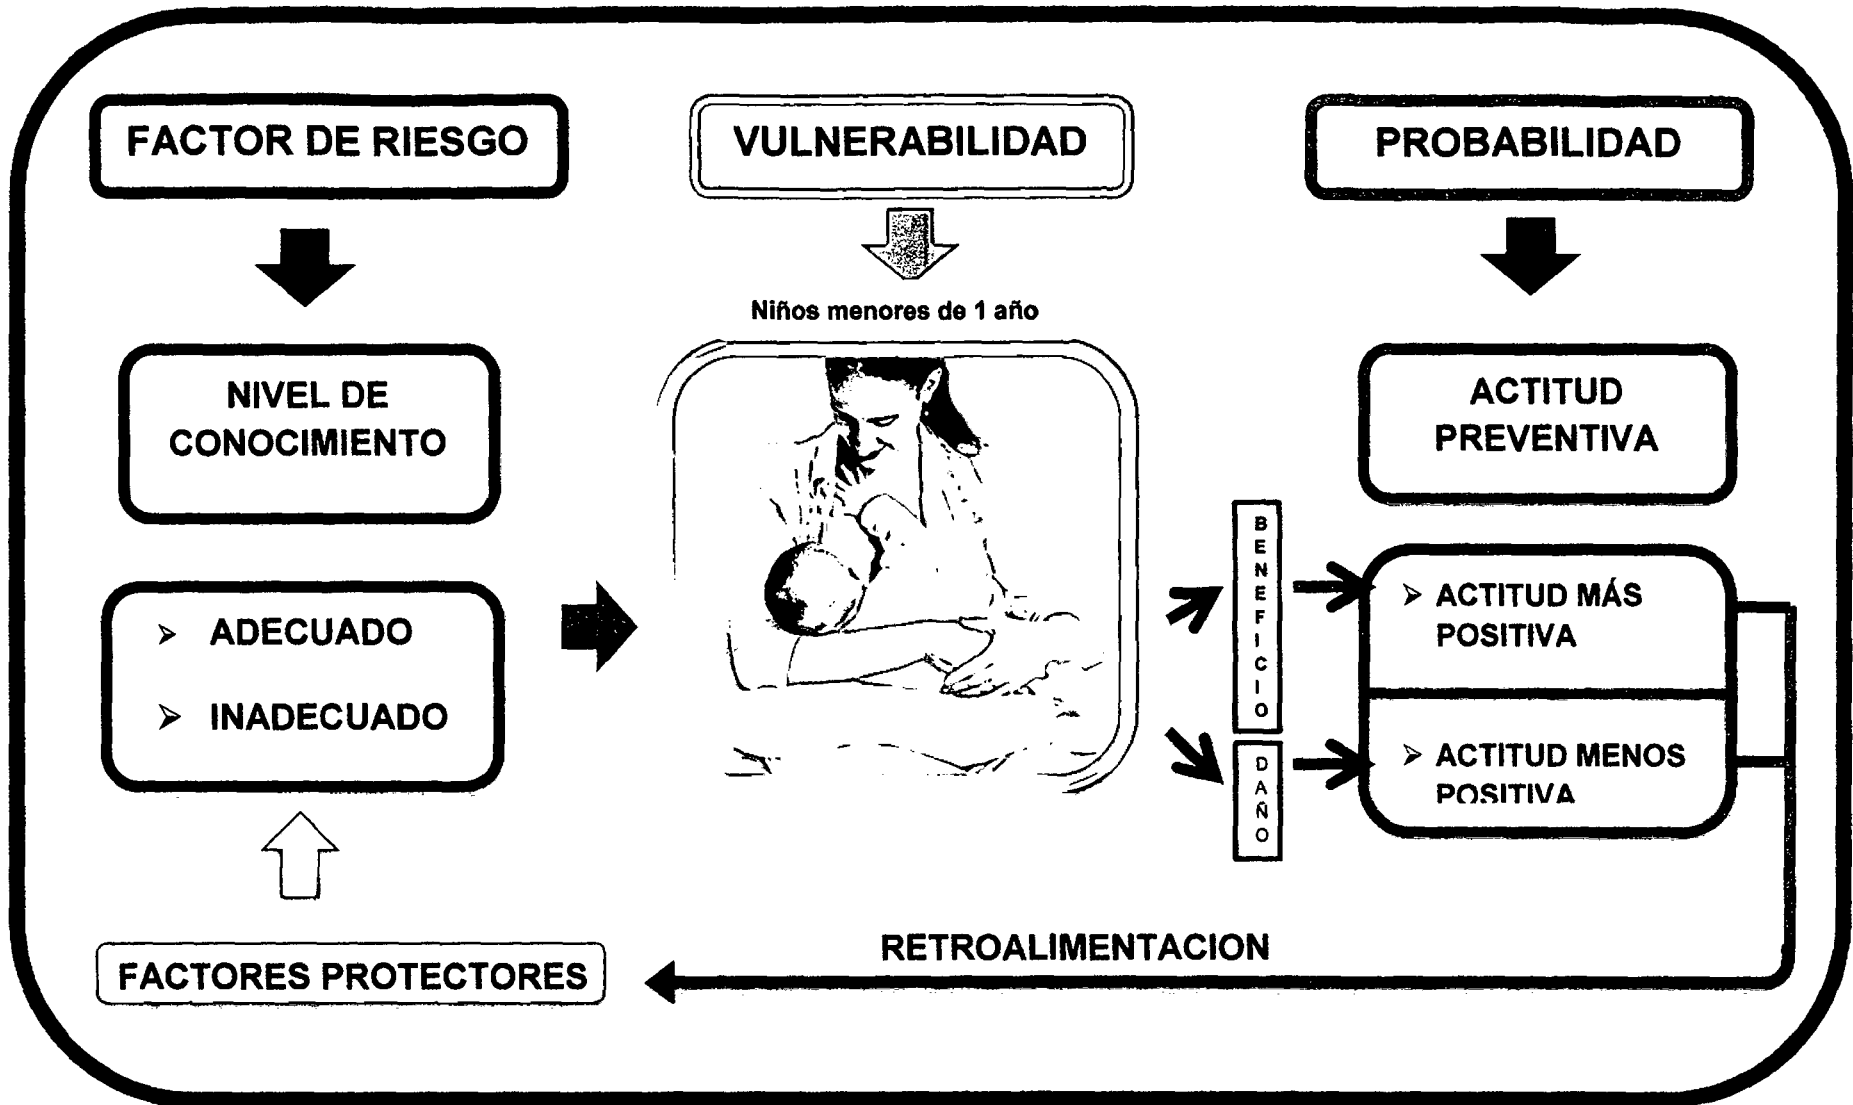 FACTOR DE RIESGO
VULNERABILIDAD
PROBABILIDAD
Niños menores de 1 año
NIVEL DE
CONOCIMIENTO
ACTITUD
PREVENTIVA
➢ ADECUADO
➢ INADECUADO
BENEFICIO
DAÑO
➢ ACTITUD MÁS
POSITIVA
➢ ACTITUD MENOS
POSITIVA
RETROALIMENTACION
FACTORES PROTECTORES